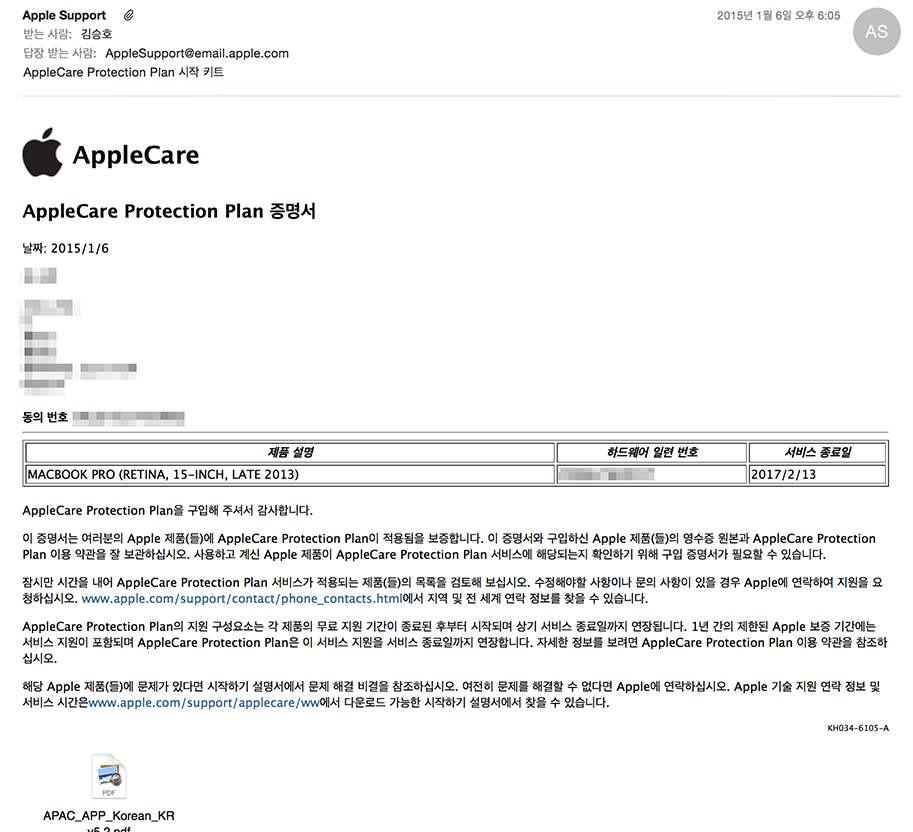 Apple Support
2015년 1월 6일 오후 6:05
AS
받는 사람: 김승호
답장 받는 사람: AppleSupport@email.apple.com
AppleCare Protection Plan 시작 키트
AppleCare
AppleCare Protection Plan 증명서
날짜: 2015/1/6
동의 번호
제품 설명 하드웨어 일련 번호 서비스 종료일
MACBOOK PRO (RETINA, 15-INCH, LATE 2013) 2017/2/13
AppleCare Protection Plan을 구입해 주셔서 감사합니다.
이 증명서는 여러분의 Apple 제품(들)에 AppleCare Protection Plan이 적용됨을 보증합니다. 이 증명서와 구입하신 Apple 제품(들)의 영수증 원본과 AppleCare Protection
Plan 이용 약관을 잘 보관하십시오. 사용하고 계신 Apple 제품이 AppleCare Protection Plan 서비스에 해당되는지 확인하기 위해 구입 증명서가 필요할 수 있습니다.
잠시만 시간을 내어 AppleCare Protection Plan 서비스가 적용되는 제품(들)의 목록을 검토해 보십시오. 수정해야할 사항이나 문의 사항이 있을 경우 Apple에 연락하여 지원을 요
청하십시오. www.apple.com/support/contact/phone_contacts.html에서 지역 및 전 세계 연락 정보를 찾을 수 있습니다.
AppleCare Protection Plan의 지원 구성요소는 각 제품의 무료 지원 기간이 종료된 후부터 시작되며 상기 서비스 종료일까지 연장됩니다. 1년 간의 제한된 Apple 보증 기간에는
서비스 지원이 포함되며 AppleCare Protection Plan은 이 서비스 지원을 서비스 종료일까지 연장합니다. 자세한 정보를 보려면 AppleCare Protection Plan 이용 약관을 참조하
십시오.
해당 Apple 제품(들)에 문제가 있다면 시작하기 설명서에서 문제 해결 비결을 참조하십시오. 여전히 문제를 해결할 수 없다면 Apple에 연락하십시오. Apple 기술 지원 연락 정보 및
서비스 시간은www.apple.com/support/applecare/ww에서 다운로드 가능한 시작하기 설명서에서 찾을 수 있습니다.
KH034-6105-A
PDF
APAC_APP_Korean_KR
v5.2.pdf